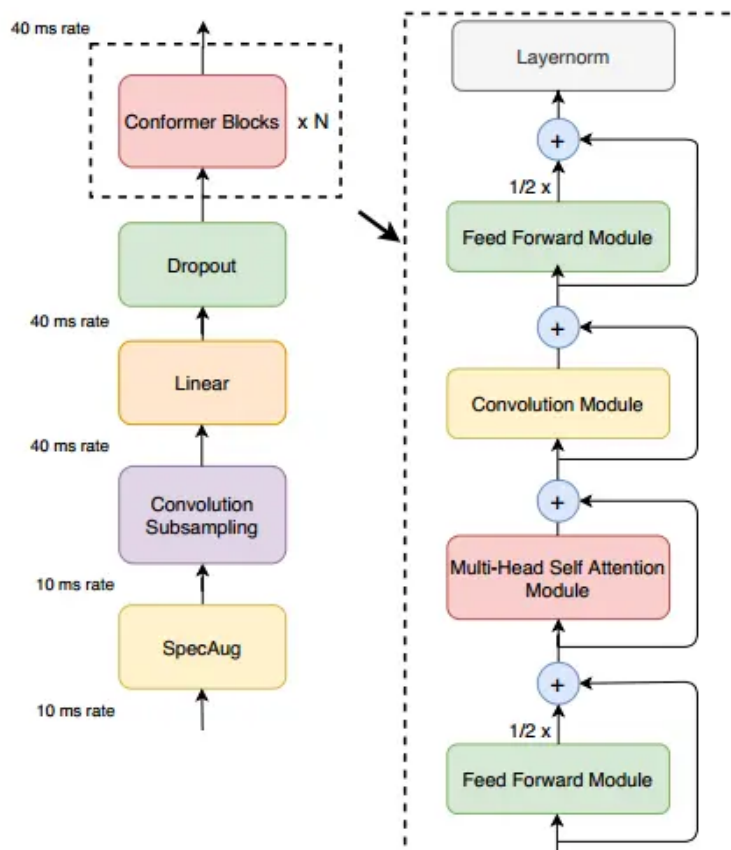 40 ms rate
Conformer Blocks
x N
Dropout
40 ms rate
Linear
40 ms rate
Convolution
Subsampling
10 ms rate
SpecAug
10 ms rate
Layernorm
+
1/2 x
Feed Forward Module
+
Convolution Module
+
Multi-Head Self Attention
Module
+
1/2 x
Feed Forward Module